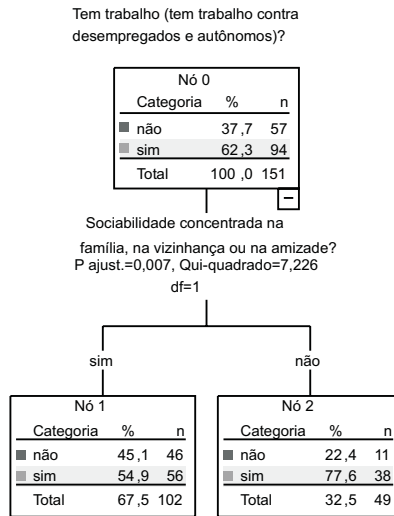 Tem trabalho (tem trabalho contra
desempregados e autônomos)?
Nó 0
Categoria % n
não 37,7 57
sim 62,3 94
Total 100,0 151
Sociabilidade concentrada na
família, na vizinhança ou na amizade?
P ajust.=0,007, Qui-quadrado=7,226
df=1
sim não
Nó 1
Categoria % n
não 45,1 46
sim 54,9 56
Total 67,5 102
Nó 2
Categoria % n
não 22,4 11
sim 77,6 38
Total 32,5 49